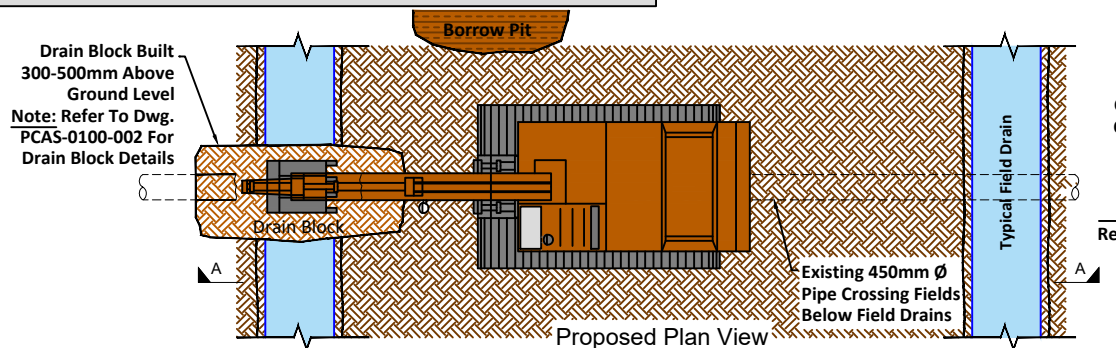 Borrow Pit
Drain Block Built
300-500mm Above
Ground Level
Note: Refer To Dwg.
PCAS-0100-002 For
Drain Block Details
Drain Block
Typical Field Drain
A
A
Existing 450mm Ø
Pipe Crossing Fields
Below Field Drains
Proposed Plan View
Re